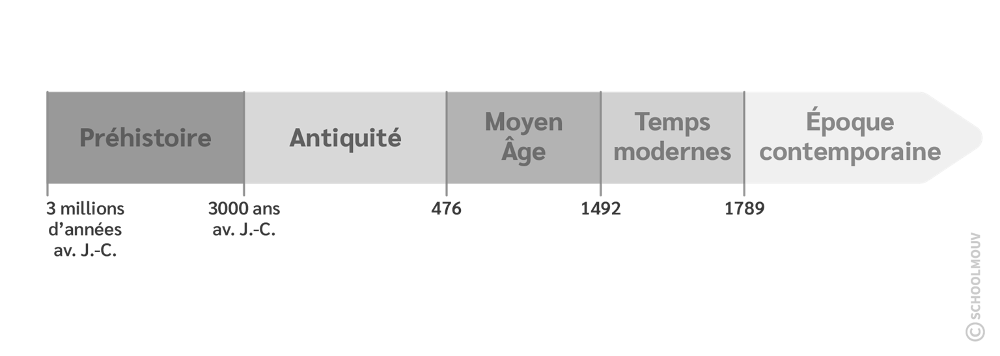 Préhistoire
Antiquité
Moyen
Âge
Temps
modernes
Époque
contemporaine
3 millions
d’années
av. J.-C.
3000 ans
av. J.-C.
476
1492
1789
© SCHOOLMOUV